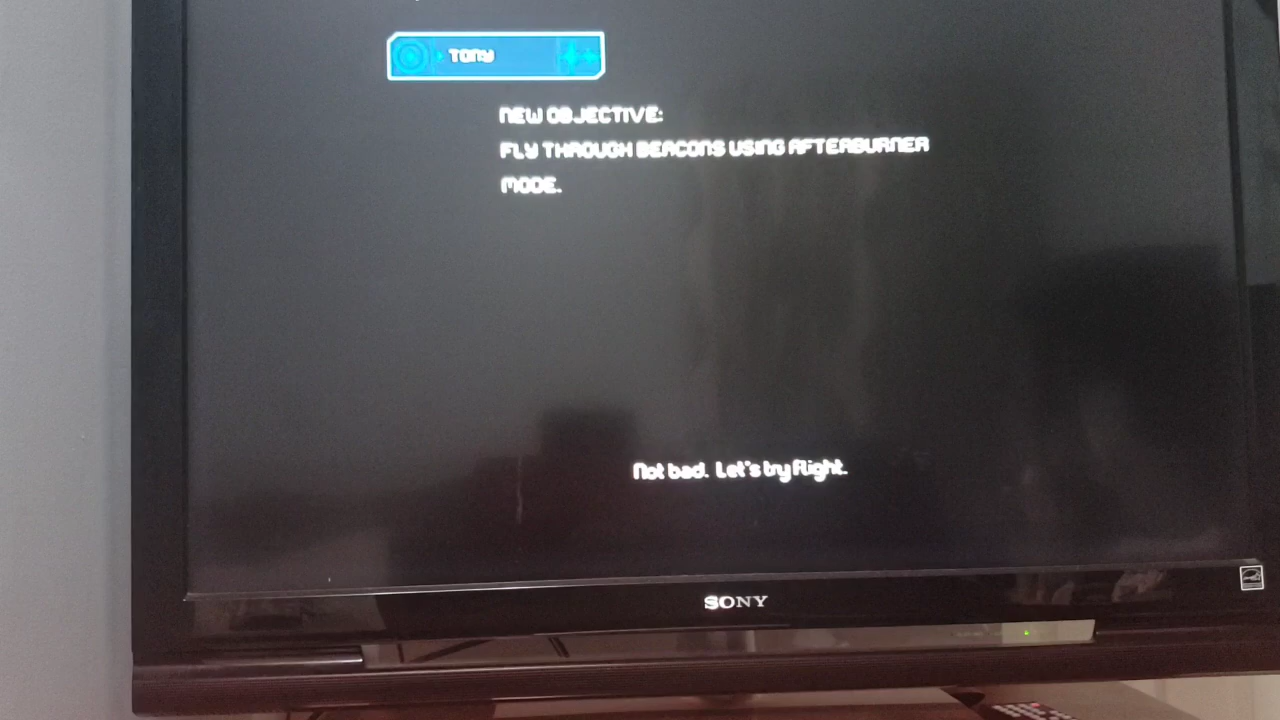 TONY
NEW OBJECTIVE:
FLY THROUGH BEACONS USING AFTERBURNER
MODE.
Not bad. Let's try flight.
SONY